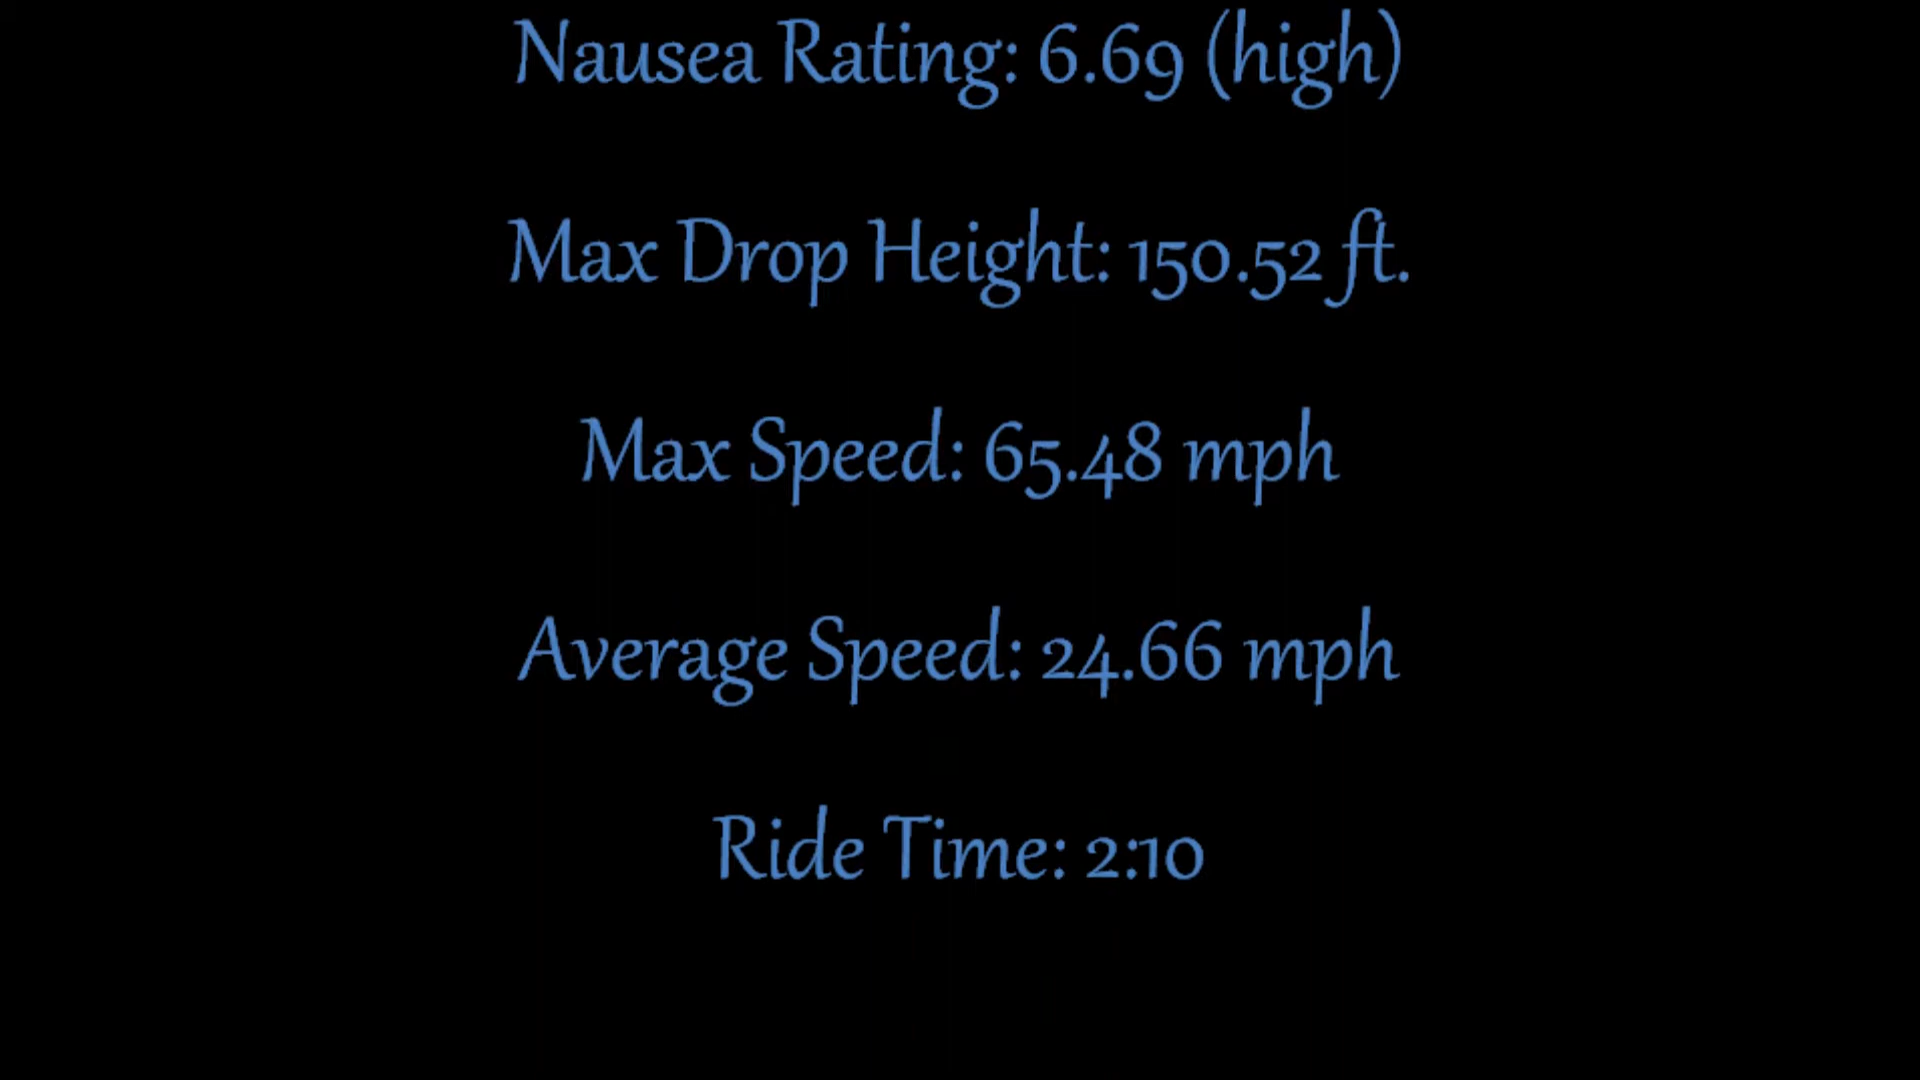 Nausea Rating: 6.69 (high)
Max Drop Height: 150.52 ft.
Max Speed: 65.48 mph
Average Speed: 24.66 mph
Ride Time: 2:10